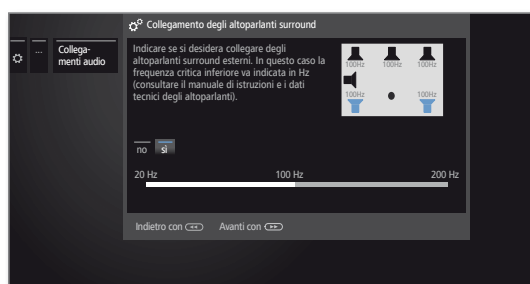 Collegamento degli altoparlanti surround
...
Collega-
menti audio
Indicare se si desidera collegare degli
altoparlanti surround esterni. In questo caso la
frequenza critica inferiore va indicata in Hz
(consultare il manuale di istruzioni e i dati
tecnici degli altoparlanti).
100Hz 100Hz 100Hz
100Hz 100Hz
no sì
20 Hz 100 Hz 200 Hz
Indietro con Avanti con